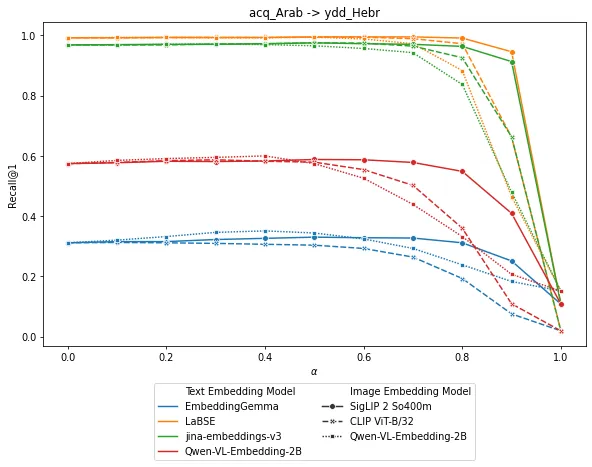 acq_Arab -> ydd_Hebr
Recall@1
1.0
0.8
0.6
0.4
0.2
0.0
0.0 0.2 0.4 0.6 0.8 1.0
α
Text Embedding Model
EmbeddingGemma
LaBSE
jina-embeddings-v3
Qwen-VL-Embedding-2B
Image Embedding Model
SigLIP 2 So400m
CLIP ViT-B/32
Qwen-VL-Embedding-2B